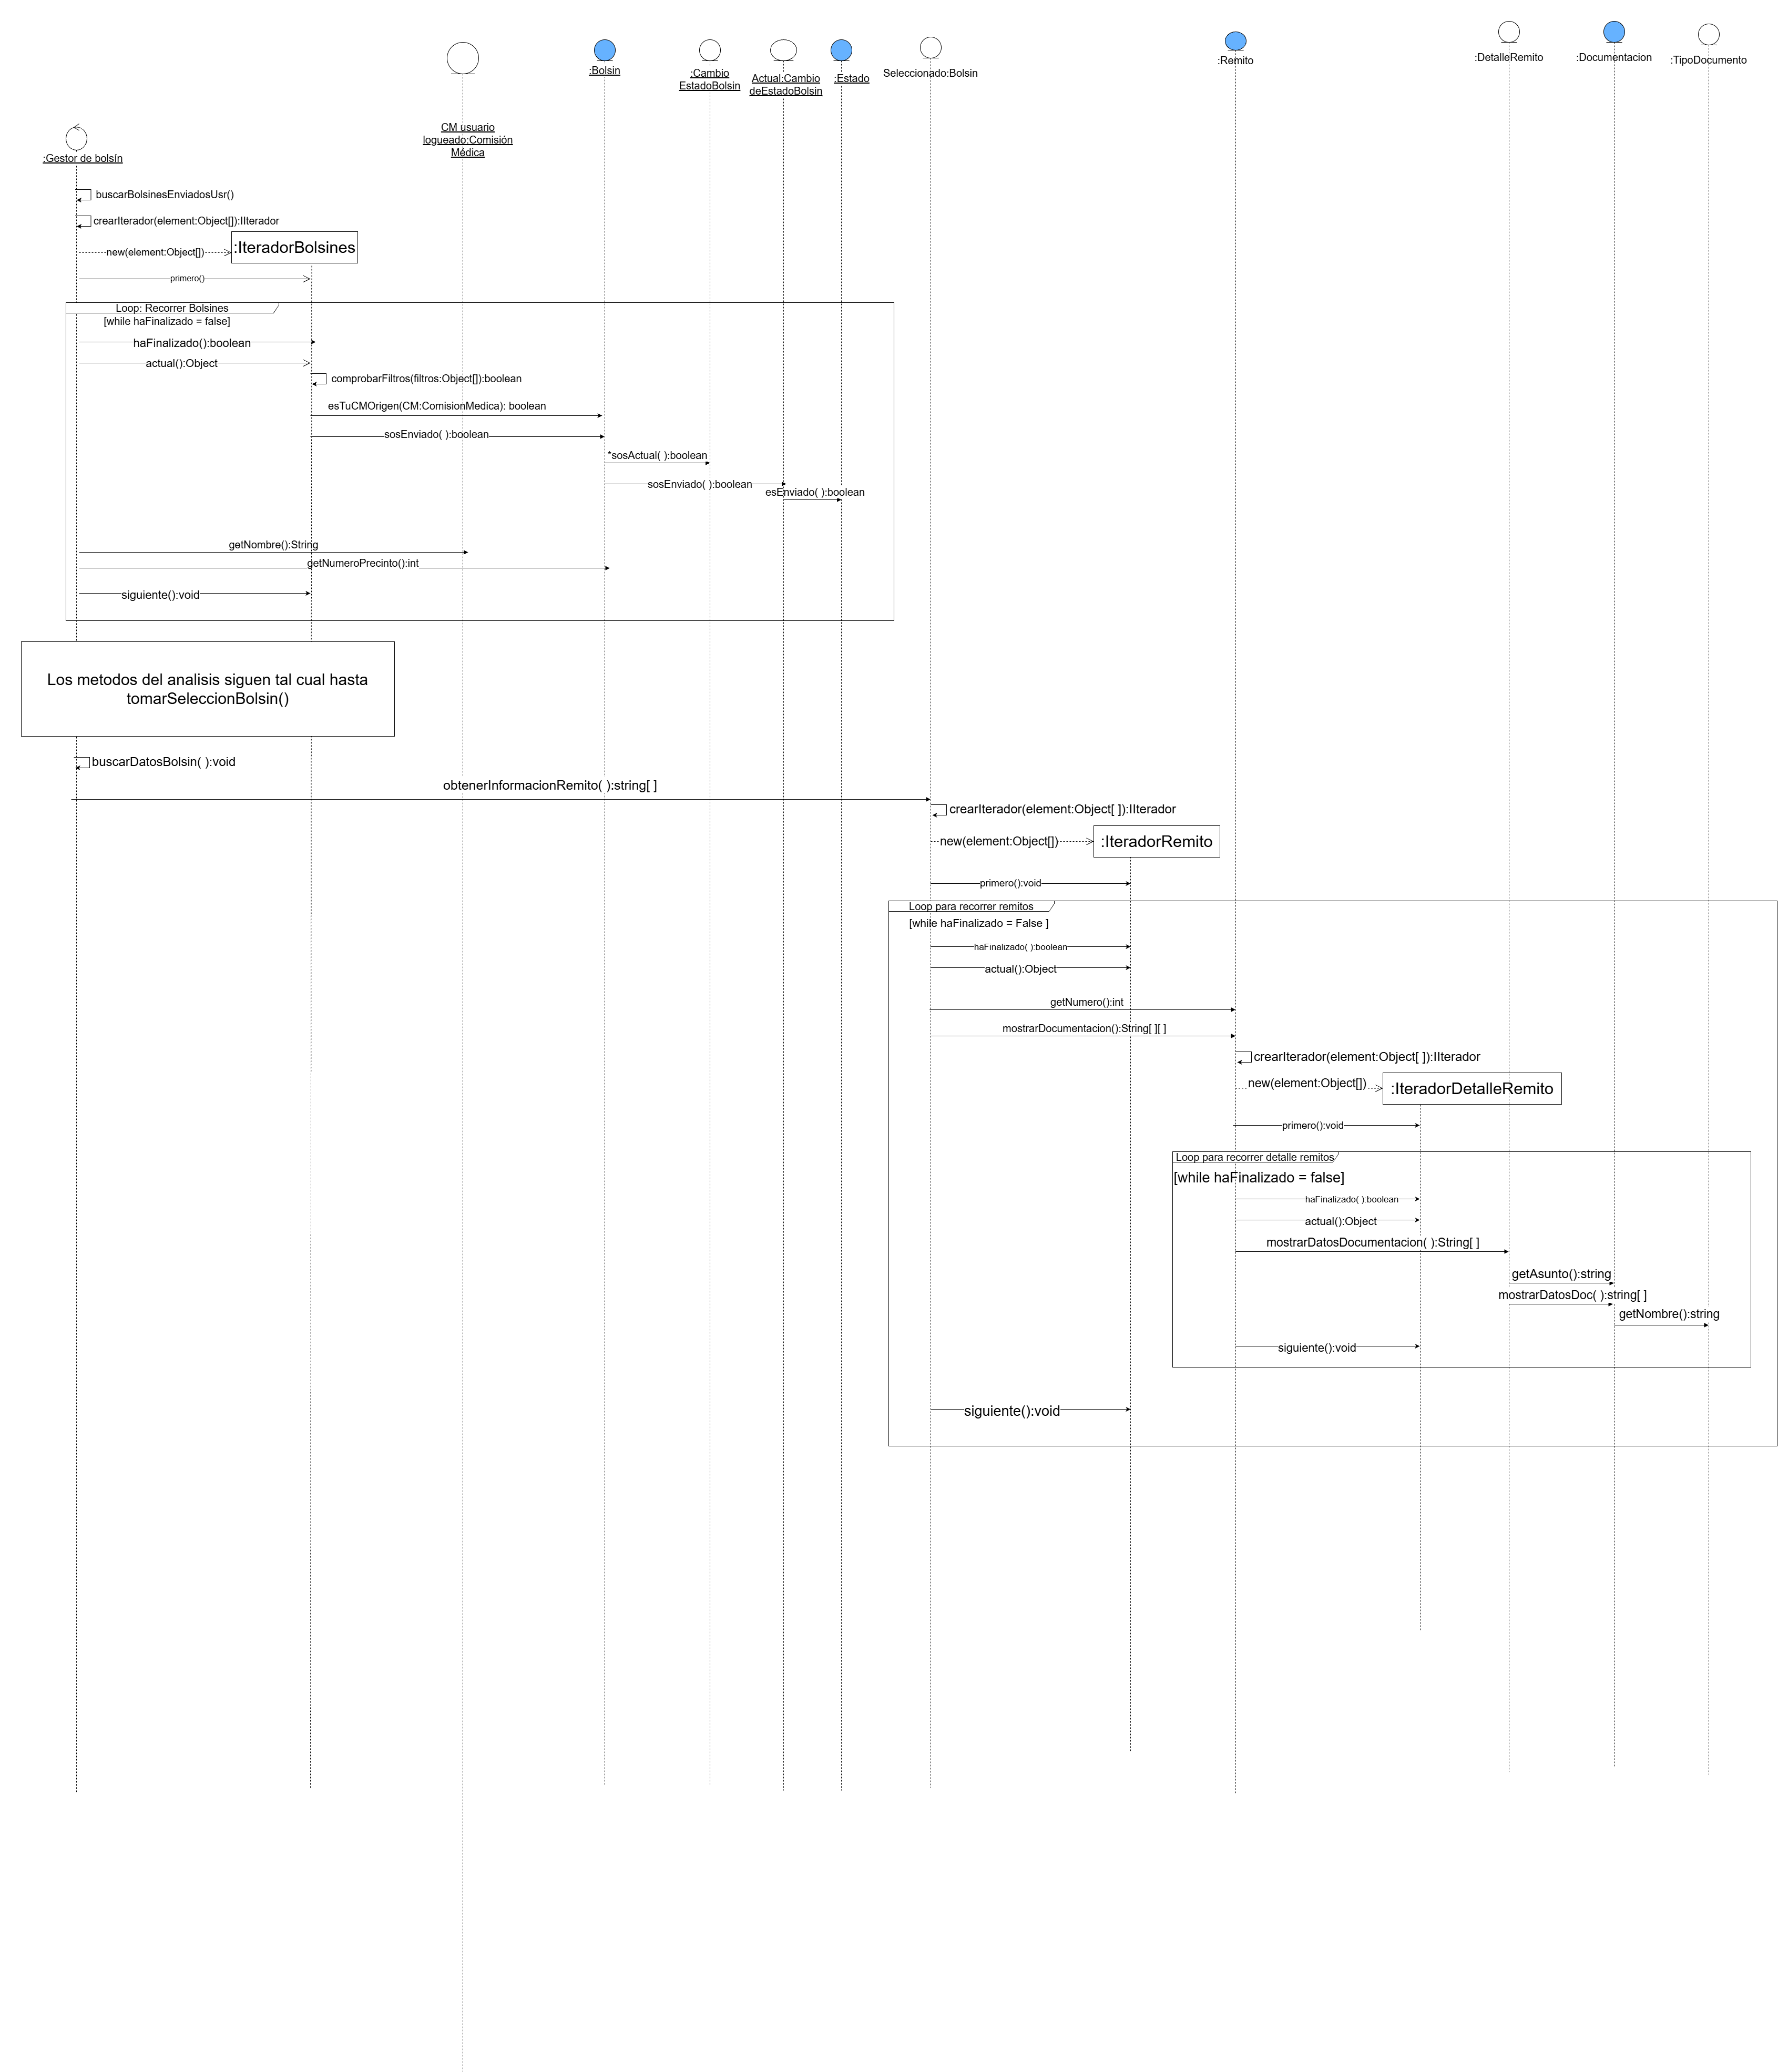 :Remito
:DetalleRemito
:Documentacion
:TipoDocumento
:Bolsin
:Cambio
EstadoBolsin
Actual:Cambio
deEstadoBolsin
:Estado
Seleccionado:Bolsin
CM usuario
logueado:Comisión
Médica
:Gestor de bolsín
buscarBolsinesEnviadosUsr()
crearIterador(element:Object[]):IIterador
new(element:Object[])
:IteradorBolsines
primero()
Loop: Recorrer Bolsines
[while haFinalizado = false]
haFinalizado():boolean
actual():Object
comprobarFiltros(filtros:Object[]):boolean
esTuCMOrigen(CM:ComisionMedica): boolean
sosEnviado( ):boolean
*sosActual( ):boolean
sosEnviado( ):boolean
esEnviado( ):boolean
getNombre():String
getNumeroPrecinto():int
siguiente():void
Los metodos del analisis siguen tal cual hasta
tomarSeleccionBolsin()
buscarDatosBolsin( ):void
obtenerInformacionRemito( ):string[ ]
crearIterador(element:Object[ ]):IIterador
new(element:Object[])
:IteradorRemito
primero():void
Loop para recorrer remitos
[while haFinalizado = False ]
haFinalizado( ):boolean
actual():Object
getNumero():int
mostrarDocumentacion():String[ ][ ]
crearIterador(element:Object[ ]):IIterador
new(element:Object[])
:IteradorDetalleRemito
primero():void
Loop para recorrer detalle remitos
[while haFinalizado = false]
haFinalizado( ):boolean
actual():Object
mostrarDatosDocumentacion( ):String[ ]
getAsunto():string
mostrarDatosDoc( ):string[ ]
getNombre():string
siguiente():void
siguiente():void